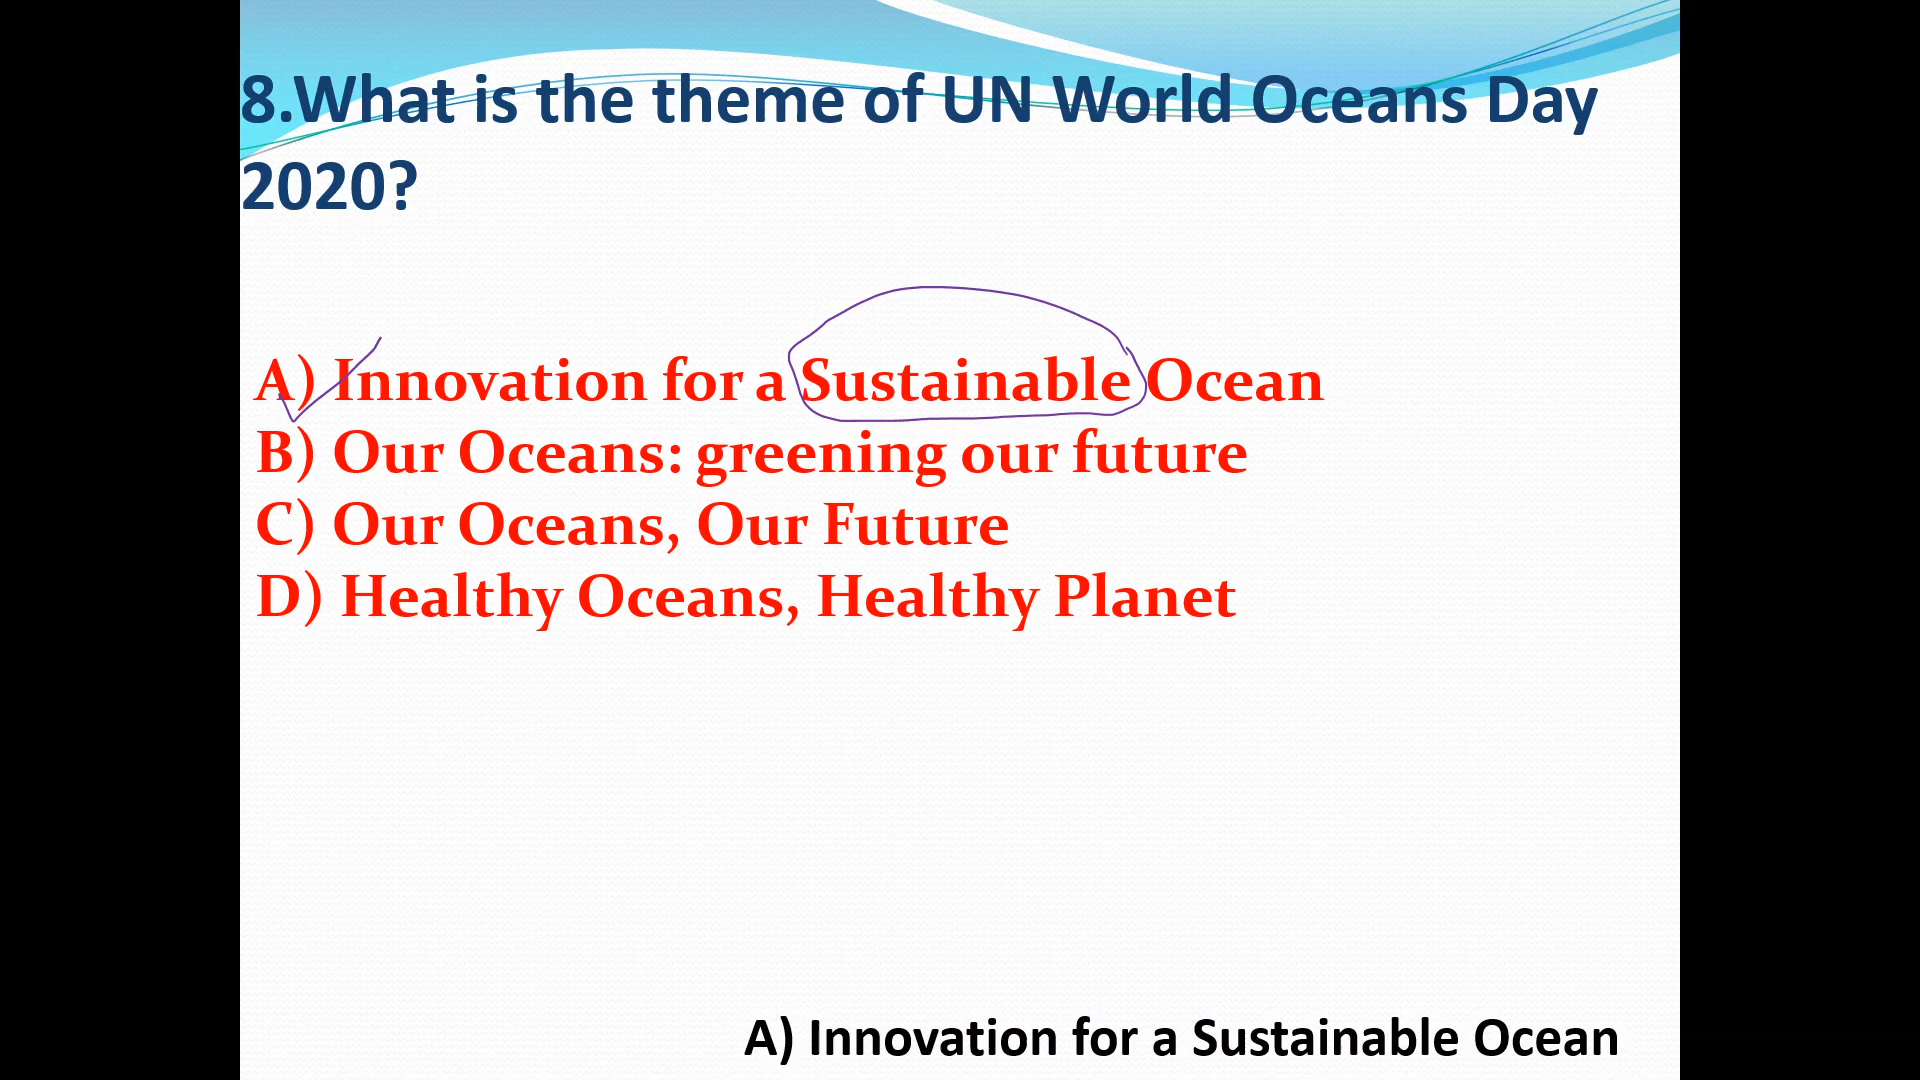 8.What is the theme of UN World Oceans Day
2020?
A) Innovation for a Sustainable Ocean
B) Our Oceans: greening our future
C) Our Oceans, Our Future
D) Healthy Oceans, Healthy Planet
A) Innovation for a Sustainable Ocean